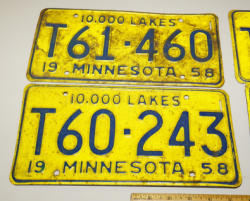 10,000 LAKES
T61-460
19 MINNESOTA 58
10,000 LAKES
T60-243
19 MINNESOTA 58